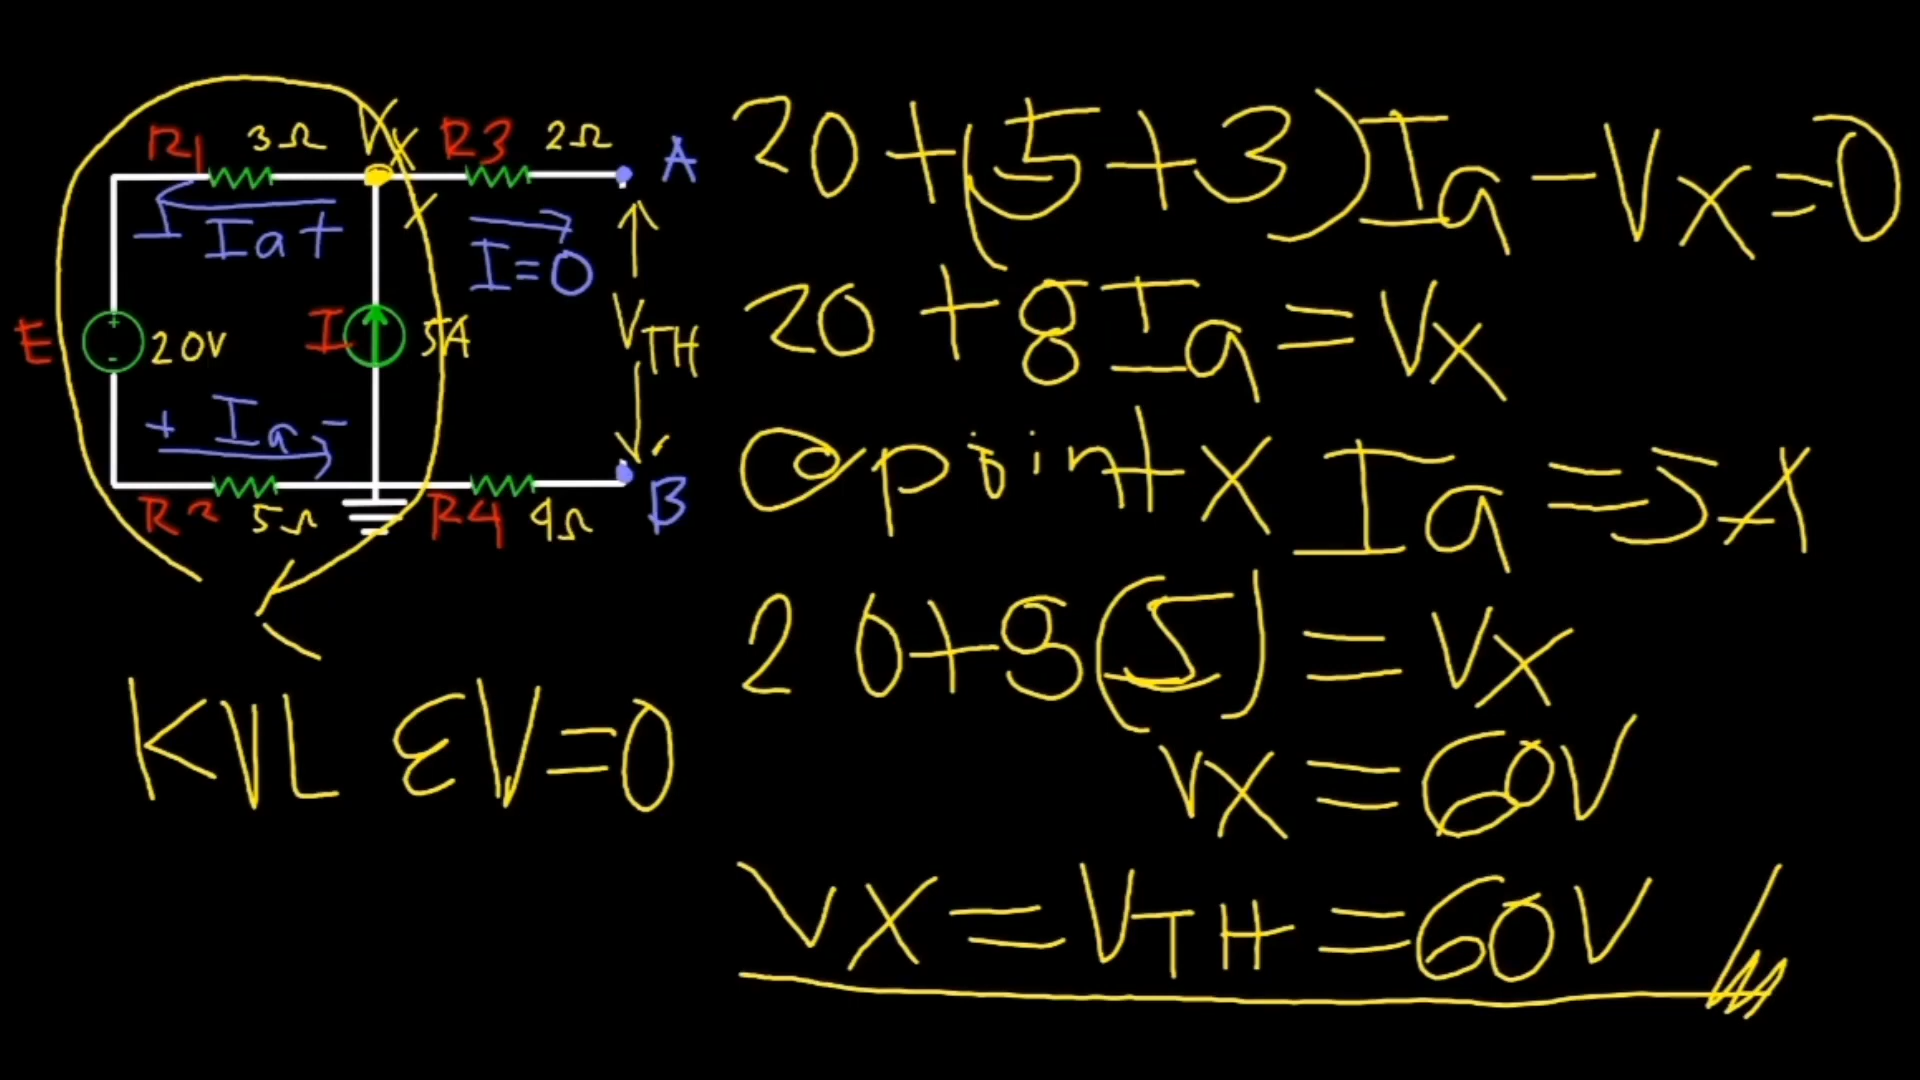 R1 3Ω Vx R3 2Ω A
x
Ia +
I=0
E + - 20V I 5A VTH
+ Ia -
R2 5Ω R4 4Ω B
KVL ƐV=0
20+(5+3)Ia-Vx=0
20+8Ia=Vx
@point x Ia=5A
20+8(5)=Vx
Vx=60V
Vx=VTH=60V